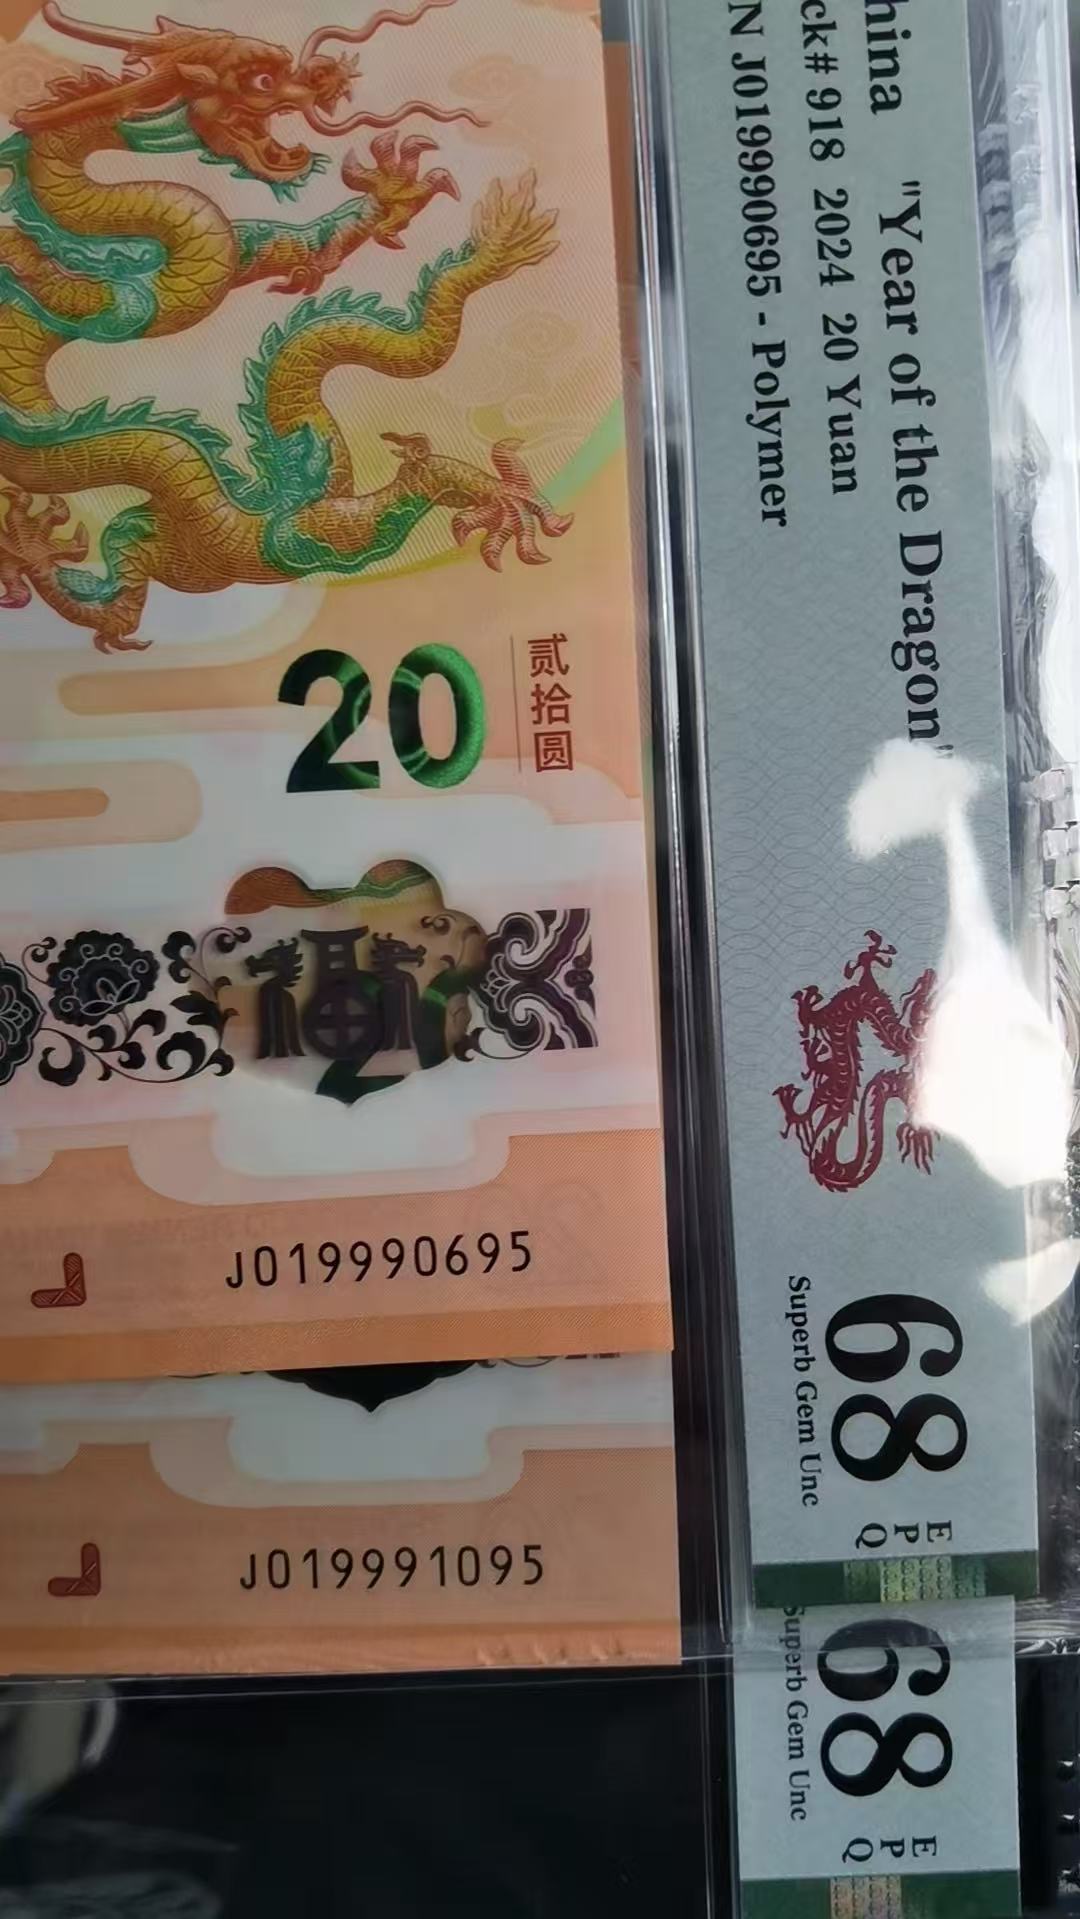 20
贰拾圆
福
J019990695
J019991095
hina "Year of the Dragon"
ck# 918 2024 20 Yuan
N J019990695 - Polymer
68
EPQ
Superb Gem Unc
68
EPQ
Superb Gem Unc